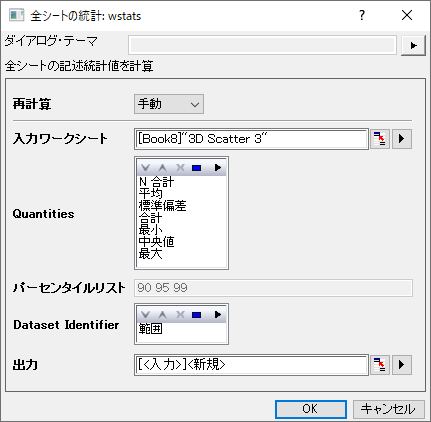 全シートの統計: wstats
ダイアログ・テーマ
全シートの記述統計値を計算
再計算 手動
入力ワークシート [Book8]"3D Scatter 3"
Quantities
N 合計
平均
標準偏差
合計
最小
中央値
最大
パーセンタイルリスト 90 95 99
Dataset Identifier
範囲
出力 [<入力>]<新規>
OK キャンセル